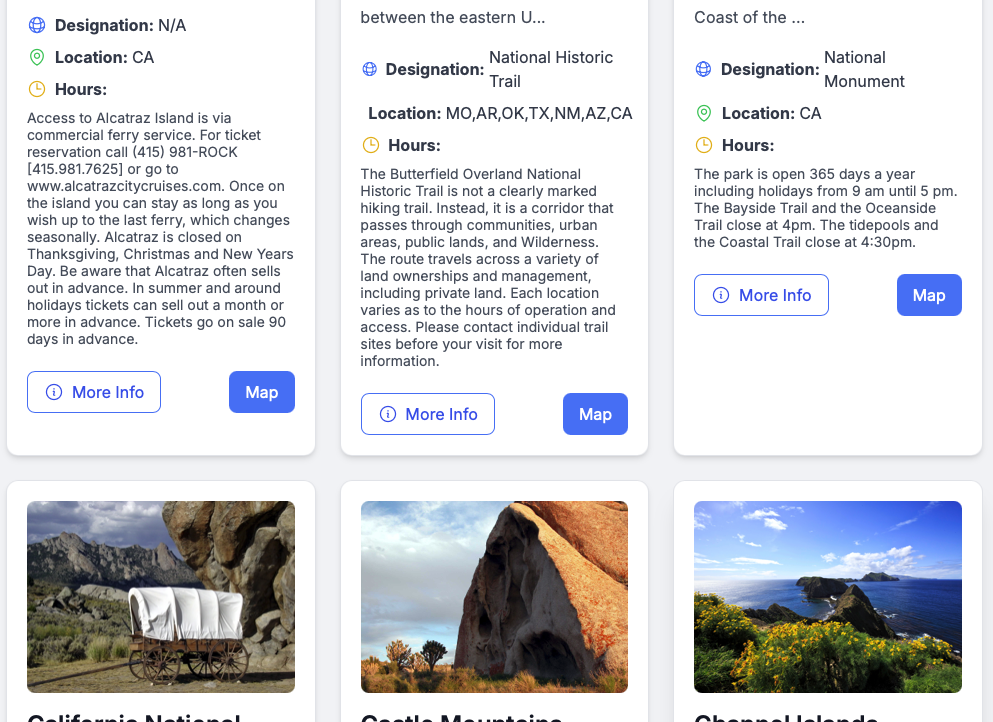 Designation: N/A
Location: CA
Hours:
Access to Alcatraz Island is via
commercial ferry service. For ticket
reservation call (415) 981-ROCK
[415.981.7625] or go to
www.alcatrazcitycruises.com. Once on
the island you can stay as long as you
wish up to the last ferry, which changes
seasonally. Alcatraz is closed on
Thanksgiving, Christmas and New Years
Day. Be aware that Alcatraz often sells
out in advance. In summer and around
holidays tickets can sell out a month or
more in advance. Tickets go on sale 90
days in advance.
More Info
Map
between the eastern U...
Designation: National Historic
Trail
Location: MO,AR,OK,TX,NM,AZ,CA
Hours:
The Butterfield Overland National
Historic Trail is not a clearly marked
hiking trail. Instead, it is a corridor that
passes through communities, urban
areas, public lands, and Wilderness.
The route travels across a variety of
land ownerships and management,
including private land. Each location
varies as to the hours of operation and
access. Please contact individual trail
sites before your visit for more
information.
More Info
Map
Coast of the ...
Designation: National
Monument
Location: CA
Hours:
The park is open 365 days a year
including holidays from 9 am until 5 pm.
The Bayside Trail and the Oceanside
Trail close at 4pm. The tidepools and
the Coastal Trail close at 4:30pm.
More Info
Map
California National
Castle Mountains
Channel Islands